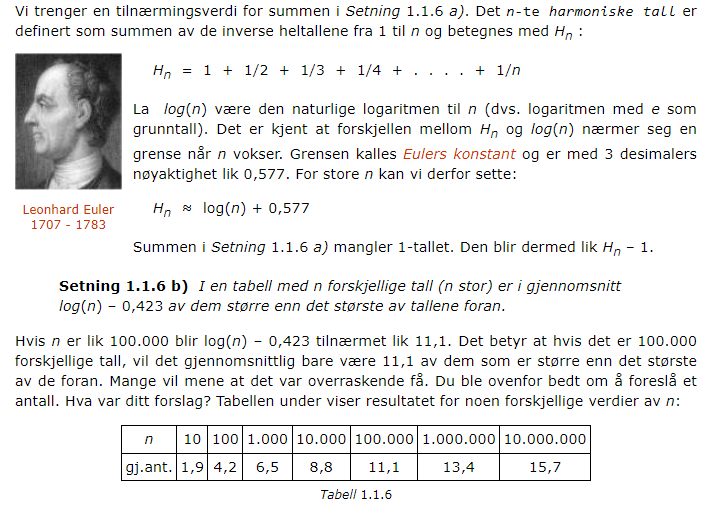 Vi trenger en tilnærmingsverdi for summen i Setning 1.1.6 a). Det n-te harmoniske tall er
definert som summen av de inverse heltallene fra 1 til n og betegnes med Hn :
Hn = 1 + 1/2 + 1/3 + 1/4 + . . . . + 1/n
La log(n) være den naturlige logaritmen til n (dvs. logaritmen med e som
grunntall). Det er kjent at forskjellen mellom Hn og log(n) nærmer seg en
grense når n vokser. Grensen kalles Eulers konstant og er med 3 desimalers
nøyaktighet lik 0,577. For store n kan vi derfor sette:
Leonhard Euler
1707 - 1783
Hn ≈ log(n) + 0,577
Summen i Setning 1.1.6 a) mangler 1-tallet. Den blir dermed lik Hn – 1.
Setning 1.1.6 b) I en tabell med n forskjellige tall (n stor) er i gjennomsnitt
log(n) – 0,423 av dem større enn det største av tallene foran.
Hvis n er lik 100.000 blir log(n) – 0,423 tilnærmet lik 11,1. Det betyr at hvis det er 100.000
forskjellige tall, vil det gjennomsnittlig bare være 11,1 av dem som er større enn det største
av de foran. Mange vil mene at det var overraskende få. Du ble ovenfor bedt om å foreslå et
antall. Hva var ditt forslag? Tabellen under viser resultatet for noen forskjellige verdier av n:
n 10 100 1.000 10.000 100.000 1.000.000 10.000.000
gj.ant. 1,9 4,2 6,5 8,8 11,1 13,4 15,7
Tabell 1.1.6